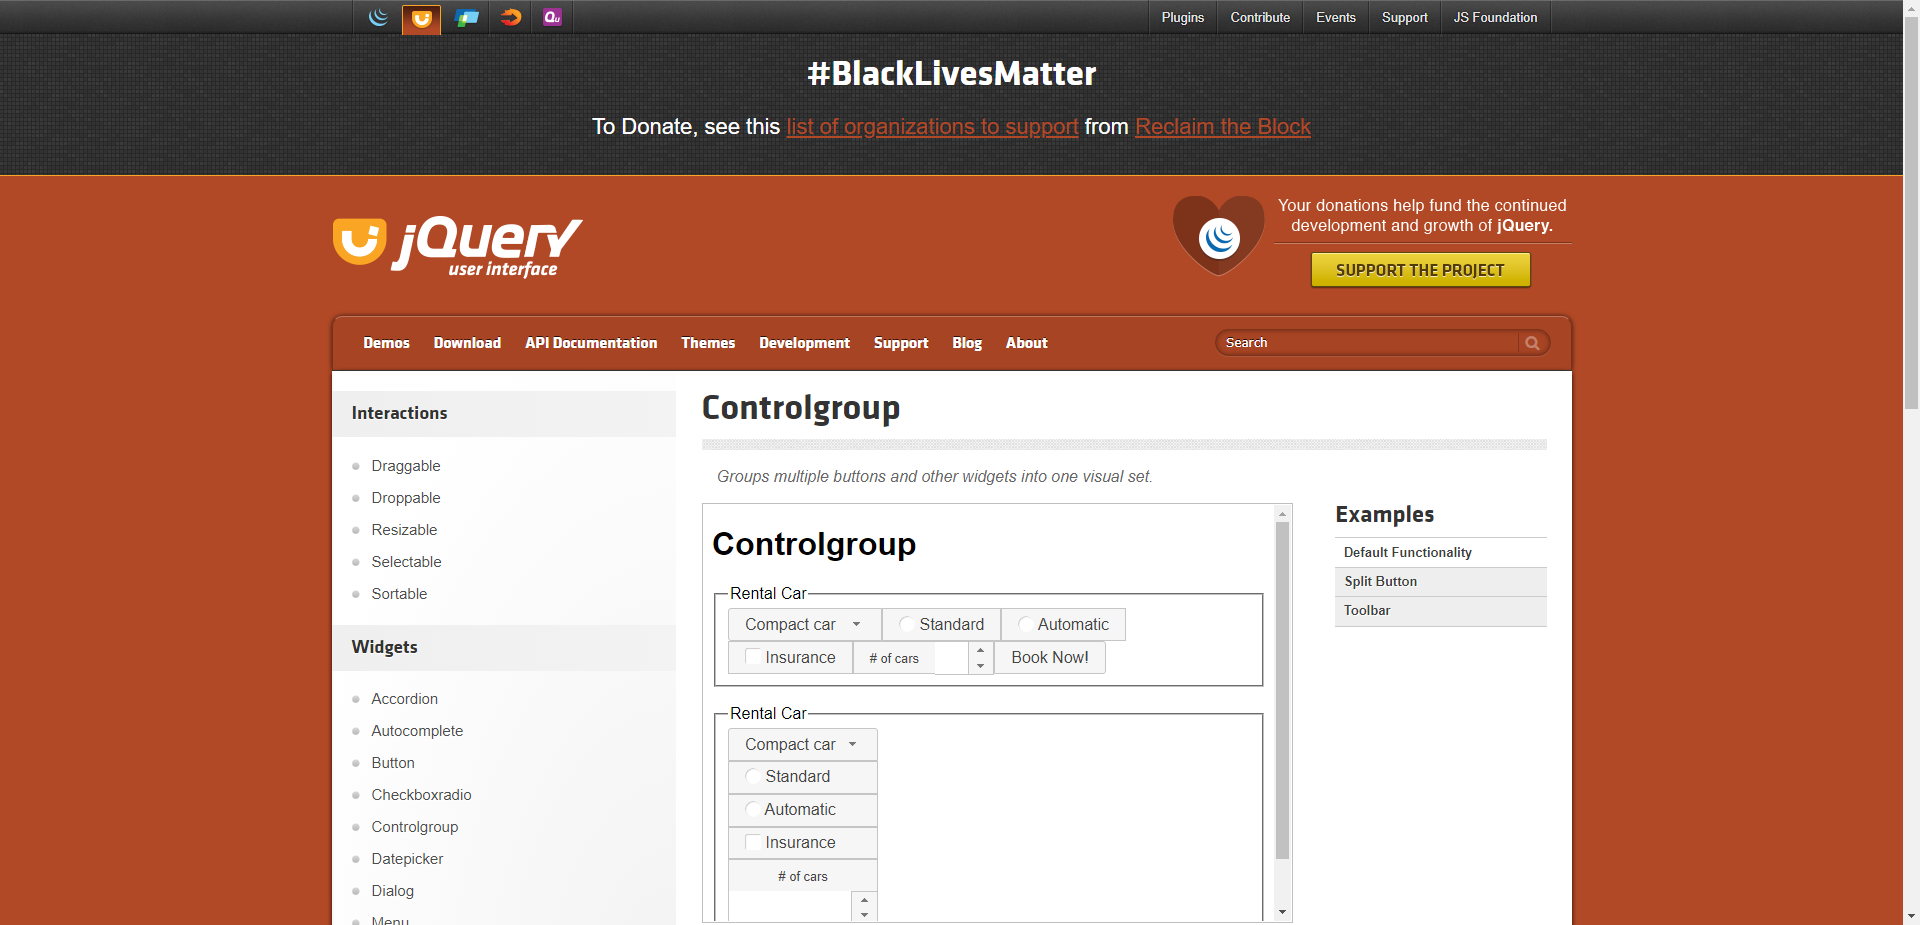 Qu
Plugins Contribute Events Support JS Foundation
#BlackLivesMatter
To Donate, see this list of organizations to support from Reclaim the Block
jQuery
user interface
Your donations help fund the continued
development and growth of jQuery.
SUPPORT THE PROJECT
Demos Download API Documentation Themes Development Support Blog About Search
Interactions
Draggable
Droppable
Resizable
Selectable
Sortable
Widgets
Accordion
Autocomplete
Button
Checkboxradio
Controlgroup
Datepicker
Dialog
Menu
Controlgroup
Groups multiple buttons and other widgets into one visual set.
Controlgroup
Rental Car
Compact car Standard Automatic
Insurance # of cars Book Now!
Rental Car
Compact car
Standard
Automatic
Insurance
# of cars
Examples
Default Functionality
Split Button
Toolbar